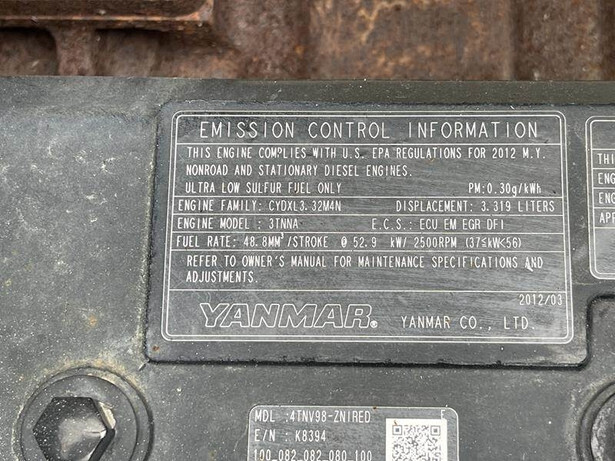 EMISSION CONTROL INFORMATION
THIS ENGINE COMPLIES WITH U.S. EPA REGULATIONS FOR 2012 M.Y.
NONROAD AND STATIONARY DIESEL ENGINES.
ULTRA LOW SULFUR FUEL ONLY PM:0.30g/kWh
ENGINE FAMILY: CYDXL3.32M4N DISPLACEMENT: 3.319 LITERS
ENGINE MODEL : 3TNNA E.C.S.: ECU EM EGR DFI
FUEL RATE: 48.8MM³/STROKE @ 52.9 kW/ 2500RPM (37≤kW<56)
REFER TO OWNER'S MANUAL FOR MAINTENANCE SPECIFICATIONS AND
ADJUSTMENTS.
2012/03
YANMAR® YANMAR CO., LTD.
THI
ENG
ENG
APP
MDL :4TNV98-ZNIRED E
E/N : K8394
100 082 082 080 100